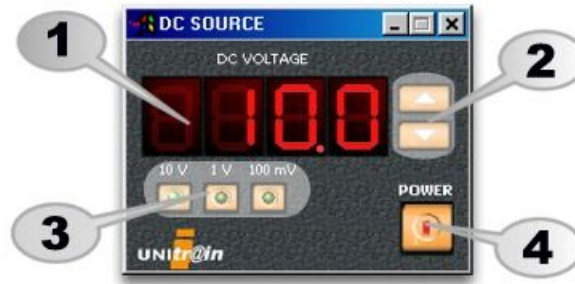 DC SOURCE
1
DC VOLTAGE
10.0
2
10 V 1 V 100 mV
POWER
3
UNItr@in
4